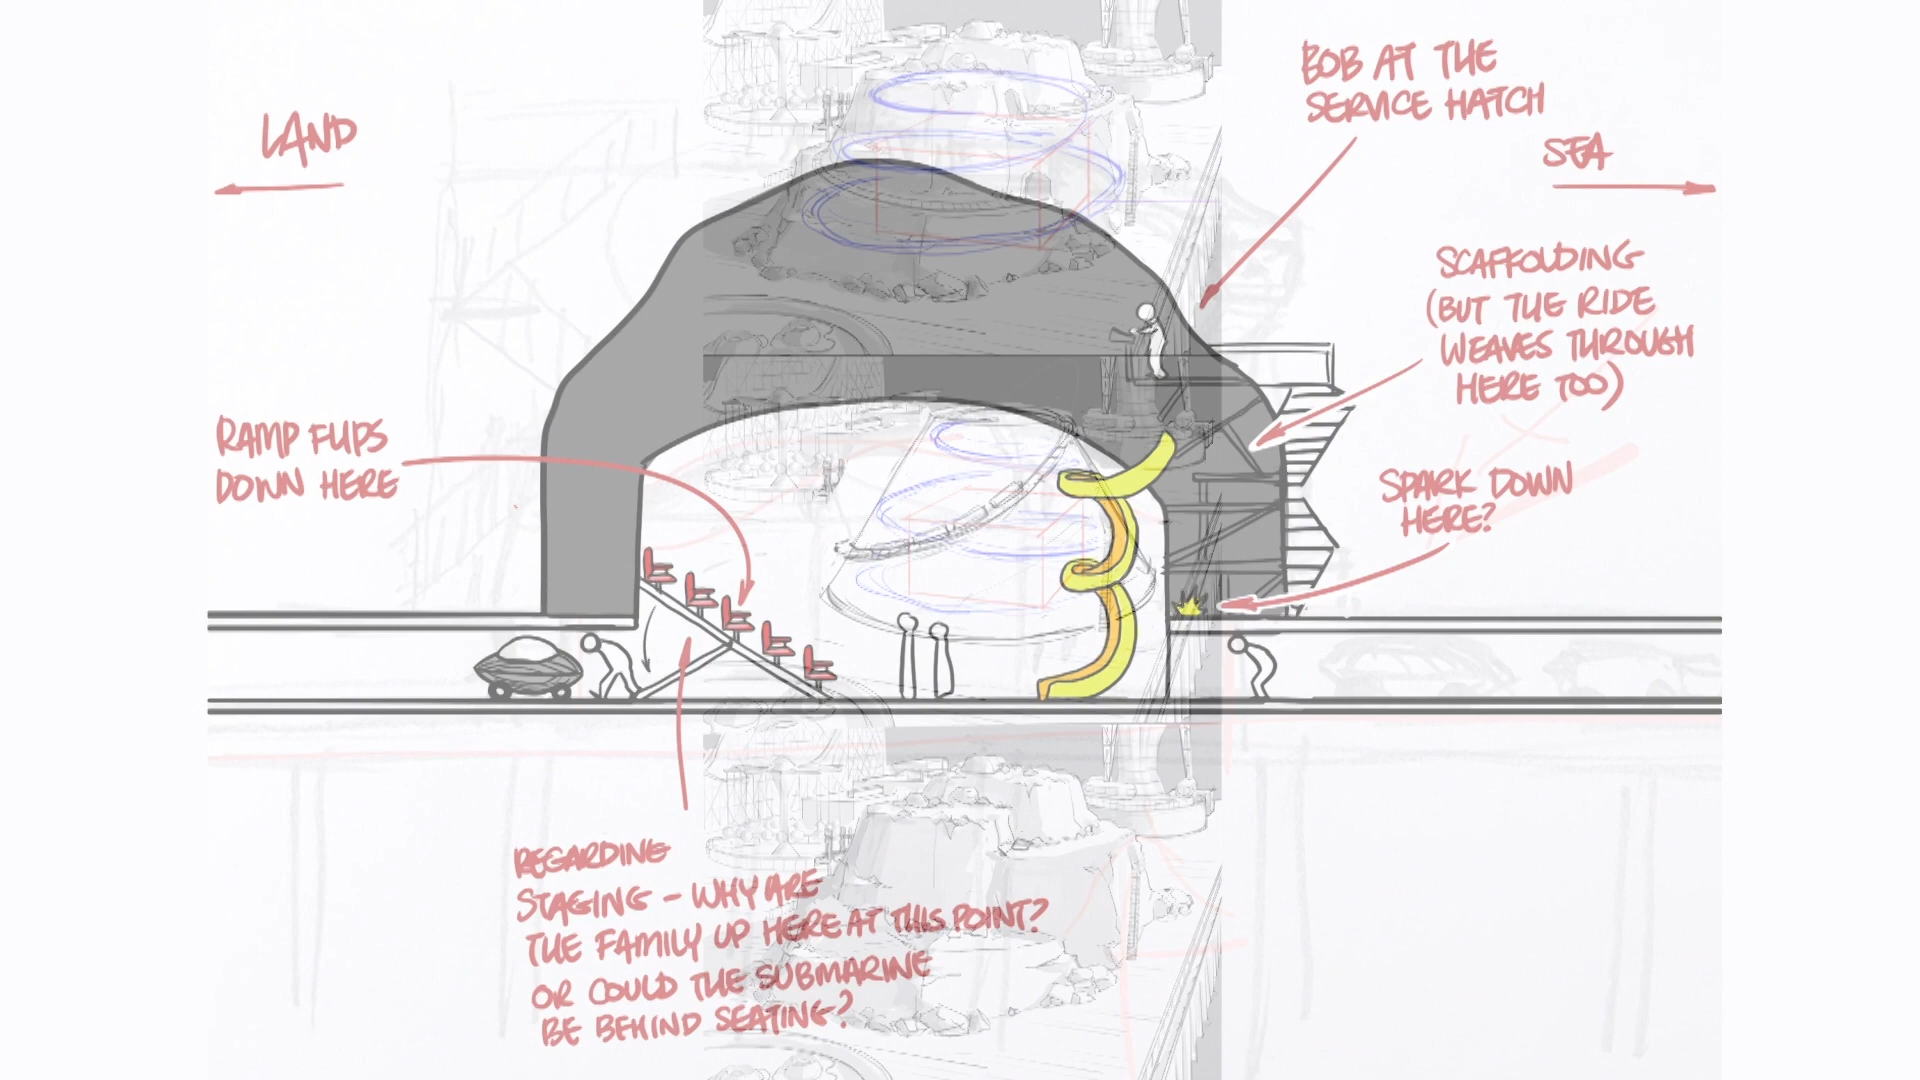 LAND
BOB AT THE
SERVICE HATCH
SEA
SCAFFOLDING
(BUT THE RIDE
WEAVES THROUGH
HERE TOO)
RAMP FLIPS
DOWN HERE
SPARK DOWN
HERE?
REGARDING
STAGING - WHY ARE
THE FAMILY UP HERE AT THIS POINT?
OR COULD THE SUBMARINE
BE BEHIND SEATING?